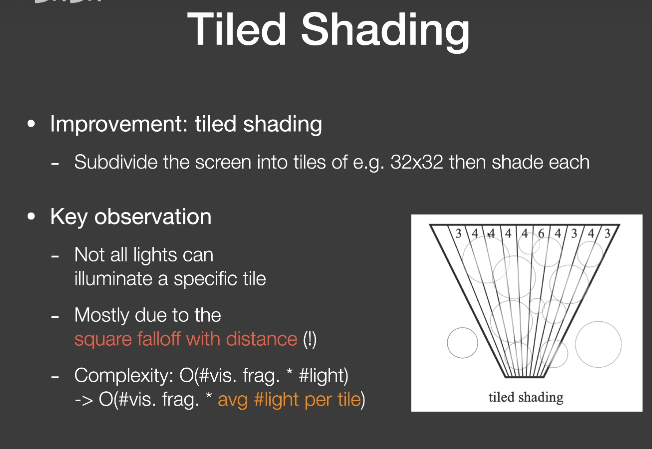 Tiled Shading
• Improvement: tiled shading
- Subdivide the screen into tiles of e.g. 32x32 then shade each
• Key observation
- Not all lights can
illuminate a specific tile
- Mostly due to the
square falloff with distance (!)
- Complexity: O(#vis. frag. * #light)
-> O(#vis. frag. * avg #light per tile)
3 4 4 4 4 6 4 3 4 3
tiled shading